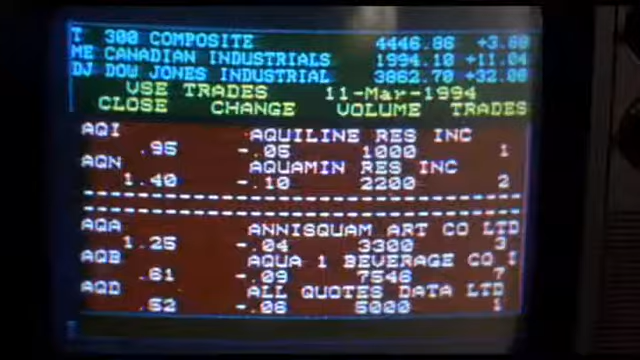 T 300 COMPOSITE 4446.86 +3.60
ME CANADIAN INDUSTRIALS 1994.10 +11.04
DJ DOW JONES INDUSTRIAL 3862.70 +32.08
VSE TRADES 11-Mar-1994
CLOSE CHANGE VOLUME TRADES
AQI AQUILINE RES INC
.95 -.05 1000 1
AQN AQUAMIN RES INC
1.40 -.10 2200 2
AQA ANNISQUAM ART CO LTD
1.25 -.04 3300 3
AQB AQUA 1 BEVERAGE CO I
.61 -.09 7546 7
AQD ALL QUOTES DATA LTD
.52 -.08 5000 1